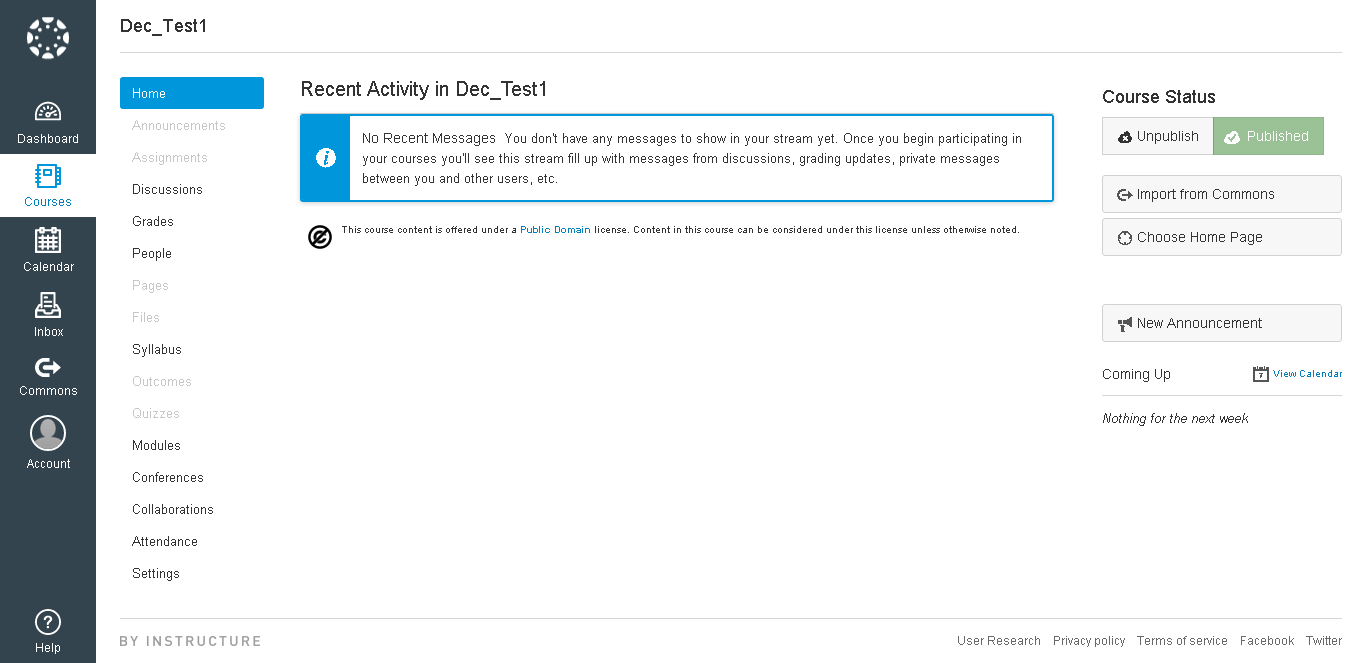 Dec_Test1
Dashboard
Courses
Calendar
Inbox
Commons
Account
Help
Home
Announcements
Assignments
Discussions
Grades
People
Pages
Files
Syllabus
Outcomes
Quizzes
Modules
Conferences
Collaborations
Attendance
Settings
Recent Activity in Dec_Test1
No Recent Messages You don't have any messages to show in your stream yet. Once you begin participating in
your courses you'll see this stream fill up with messages from discussions, grading updates, private messages
between you and other users, etc.
This course content is offered under a Public Domain license. Content in this course can be considered under this license unless otherwise noted.
Course Status
Unpublish Published
Import from Commons
Choose Home Page
New Announcement
Coming Up 7 View Calendar
Nothing for the next week
BY INSTRUCTURE
User Research Privacy policy Terms of service Facebook Twitter